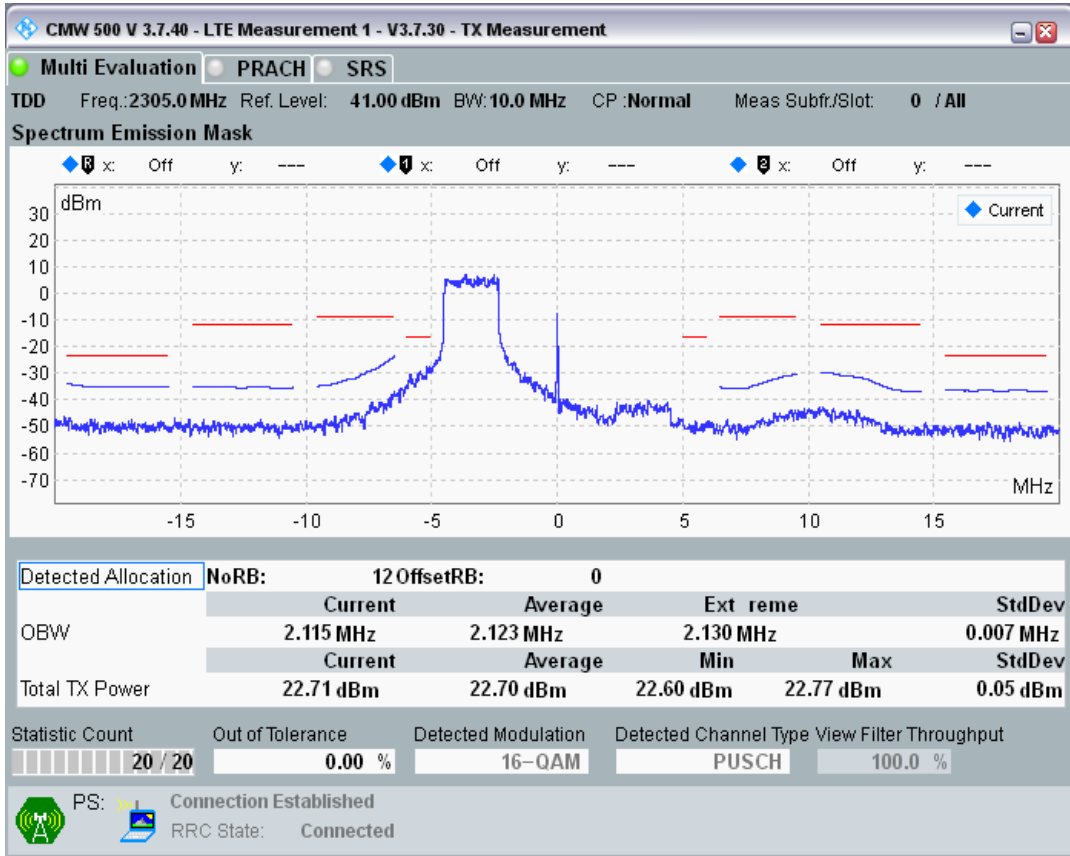 CMW 500 V 3.7.40 - LTE Measurement 1 - V3.7.30 - TX Measurement
Multi Evaluation PRACH SRS
TDD Freq.:2305.0 MHz Ref. Level: 41.00 dBm BW: 10.0 MHz CP :Normal Meas Subfr./Slot: 0 / All
Spectrum Emission Mask
R x: Off y: --- 1 x: Off y: --- 2 x: Off y: ---
dBm
Current
30
20
10
0
-10
-20
-30
-40
-50
-60
-70
MHz
-15 -10 -5 0 5 10 15
Detected Allocation NoRB: 12 OffsetRB: 0
Current Average Ext reme StdDev
OBW 2.115 MHz 2.123 MHz 2.130 MHz 0.007 MHz
Current Average Min Max StdDev
Total TX Power 22.71 dBm 22.70 dBm 22.60 dBm 22.77 dBm 0.05 dBm
Statistic Count Out of Tolerance Detected Modulation Detected Channel Type View Filter Throughput
20 / 20 0.00 % 16-QAM PUSCH 100.0 %
PS: Connection Established
RRC State: Connected